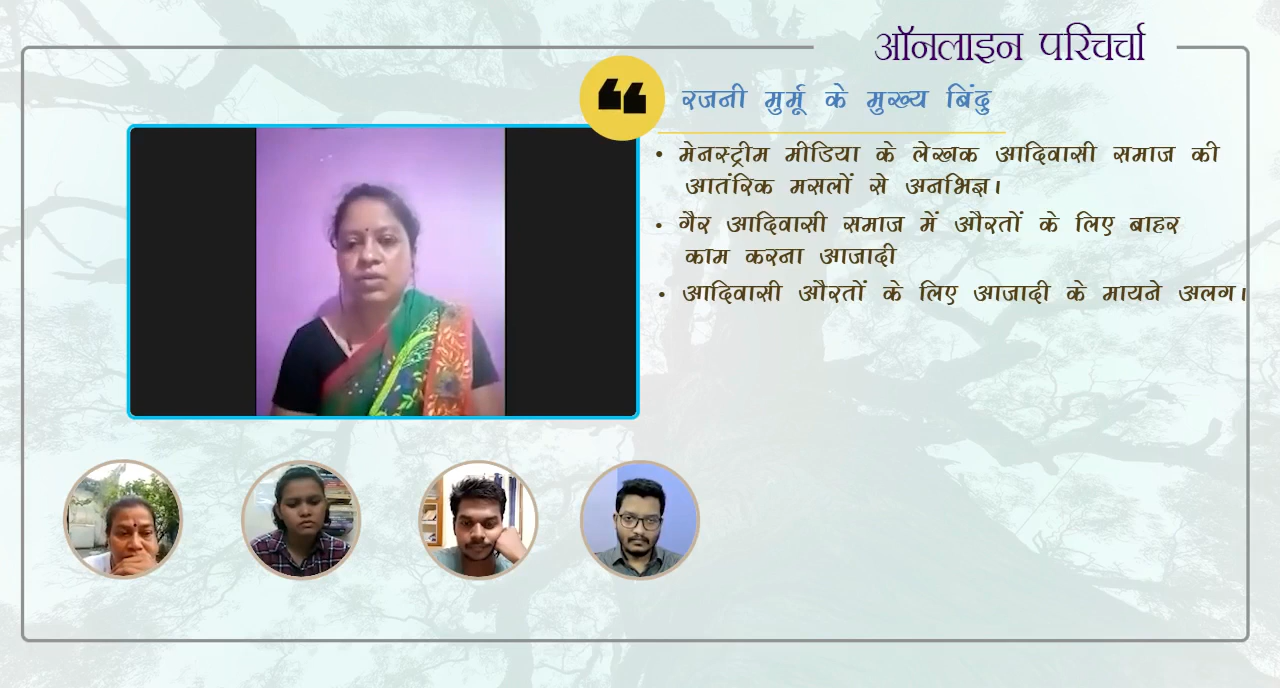 ऑनलाइन परिचर्चा
रजनी मुर्मू के मुख्य बिंदु
• मेनस्ट्रीम मीडिया के लेखक आदिवासी समाज की
आतंरिक मसलों से अनभिज्ञ।
• गैर आदिवासी समाज में औरतों के लिए बाहर
काम करना आजादी
• आदिवासी औरतों के लिए आजादी के मायने अलग।